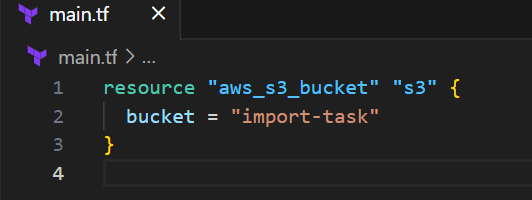 main.tf ×
main.tf > ...
1 resource "aws_s3_bucket" "s3" {
2   bucket = "import-task"
3 }
4